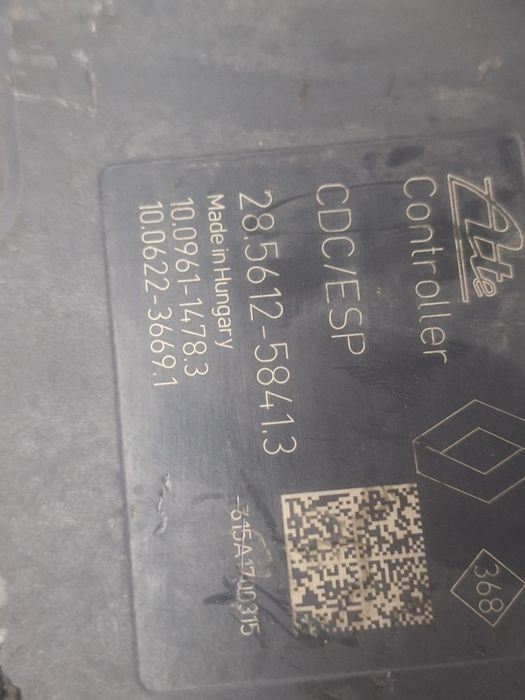 Ate
Controller
CDC/ESP
28.5612-5841.3
Made in Hungary
10.0961-1478.3
10.0622-3669.1
368